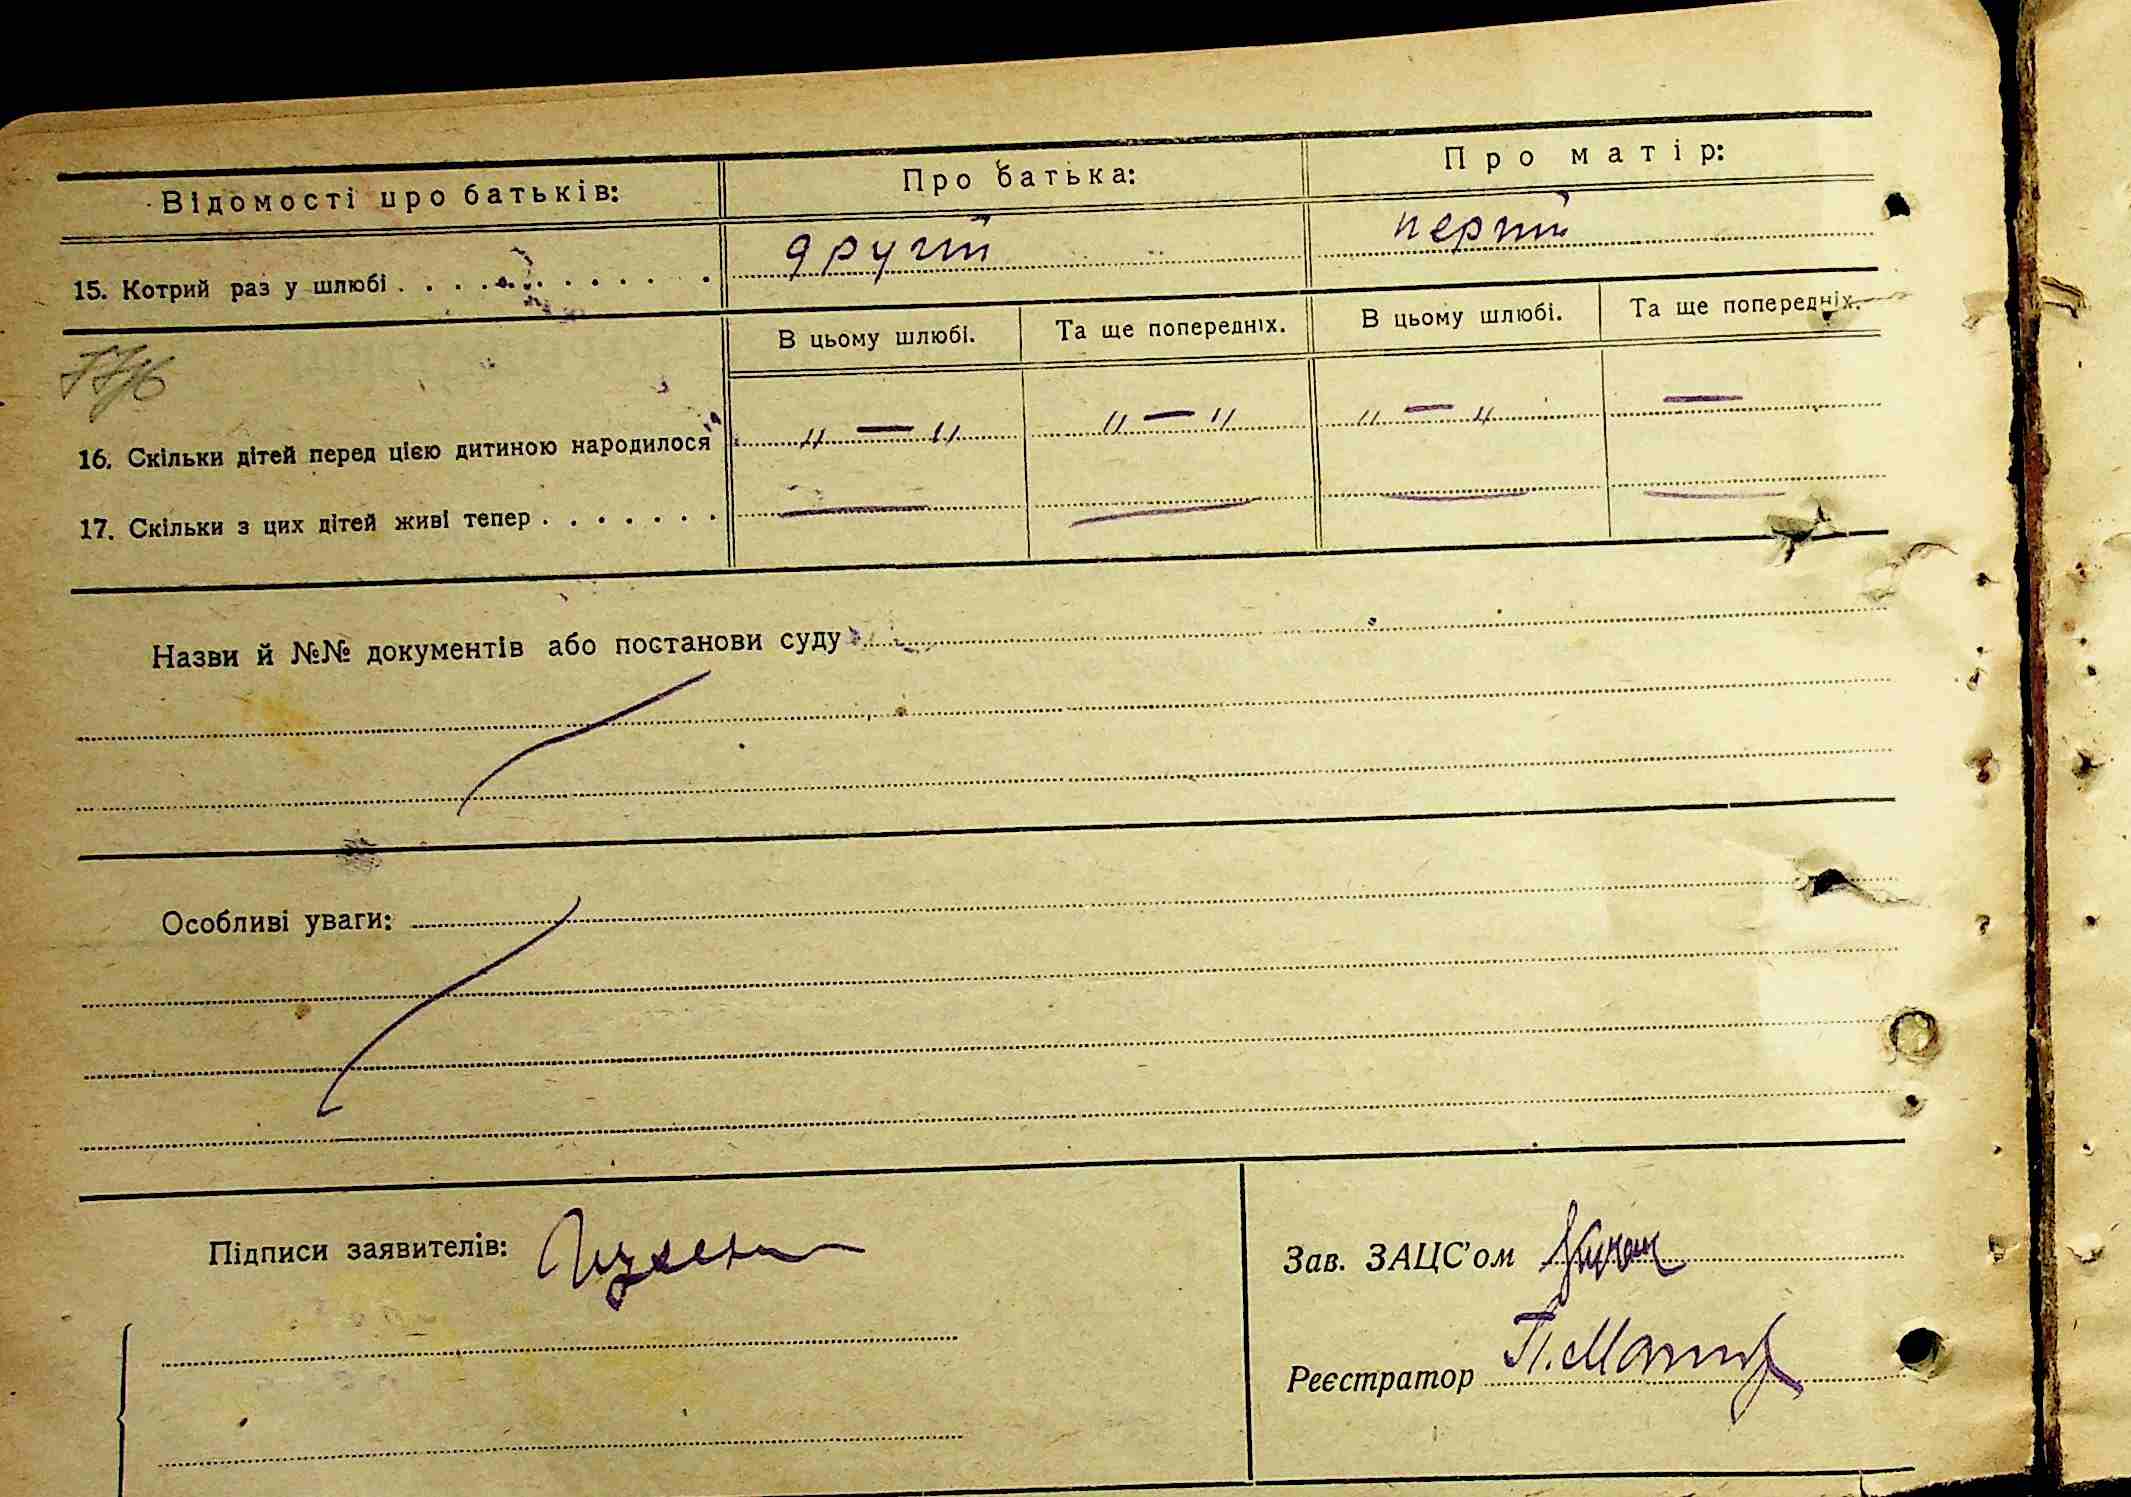 Відомості про батьків: Про батька: Про матір:
15. Котрий раз у шлюбі . . . . . . . . . . . другій перший
В цьому шлюбі. Та ще попередніх. В цьому шлюбі. Та ще попередніх.
16. Скільки дітей перед цією дитиною народилося " — " " — " " — " —
17. Скільки з цих дітей живі тепер . . . . . . . — — — —
Назви й №№ документів або постанови суду
Особливі уваги:
Підписи заявителів:
Зав. ЗАЦС'ом
Реєстратор